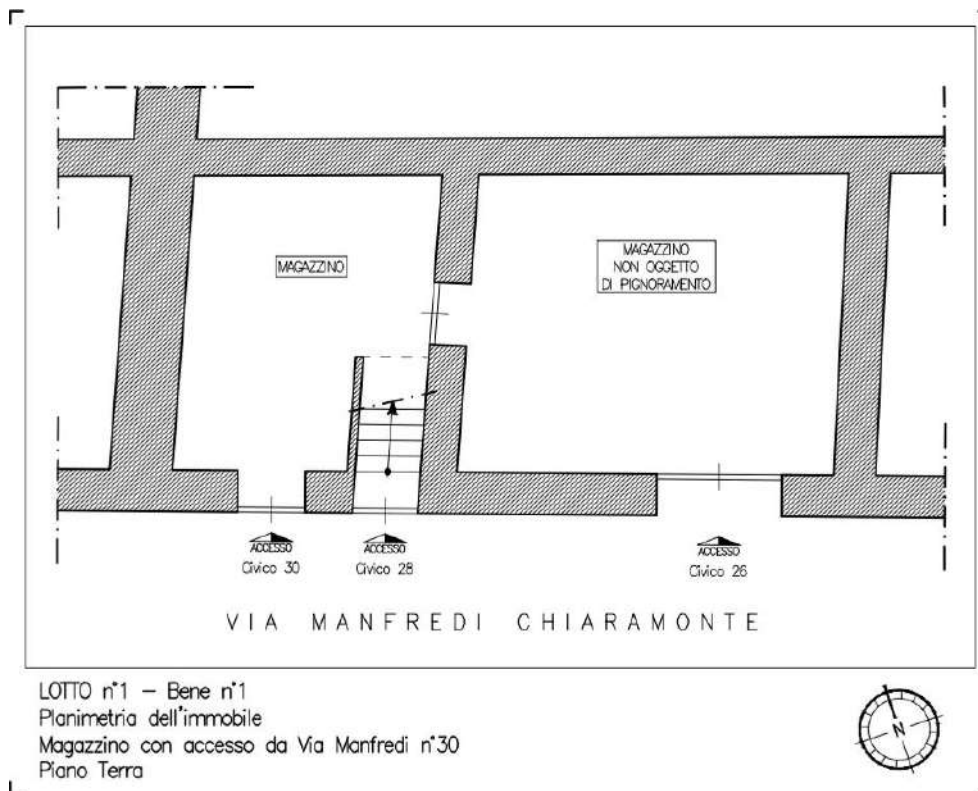 MAGAZZINO
MAGAZZINO
NON OGGETTO
DI PIGNORAMENTO
ACCESSO
Civico 30
ACCESSO
Civico 28
ACCESSO
Civico 26
VIA MANFREDI CHIARAMONTE
LOTTO n°1 – Bene n°1
Planimetria dell'immobile
Magazzino con accesso da Via Manfredi n°30
Piano Terra
N